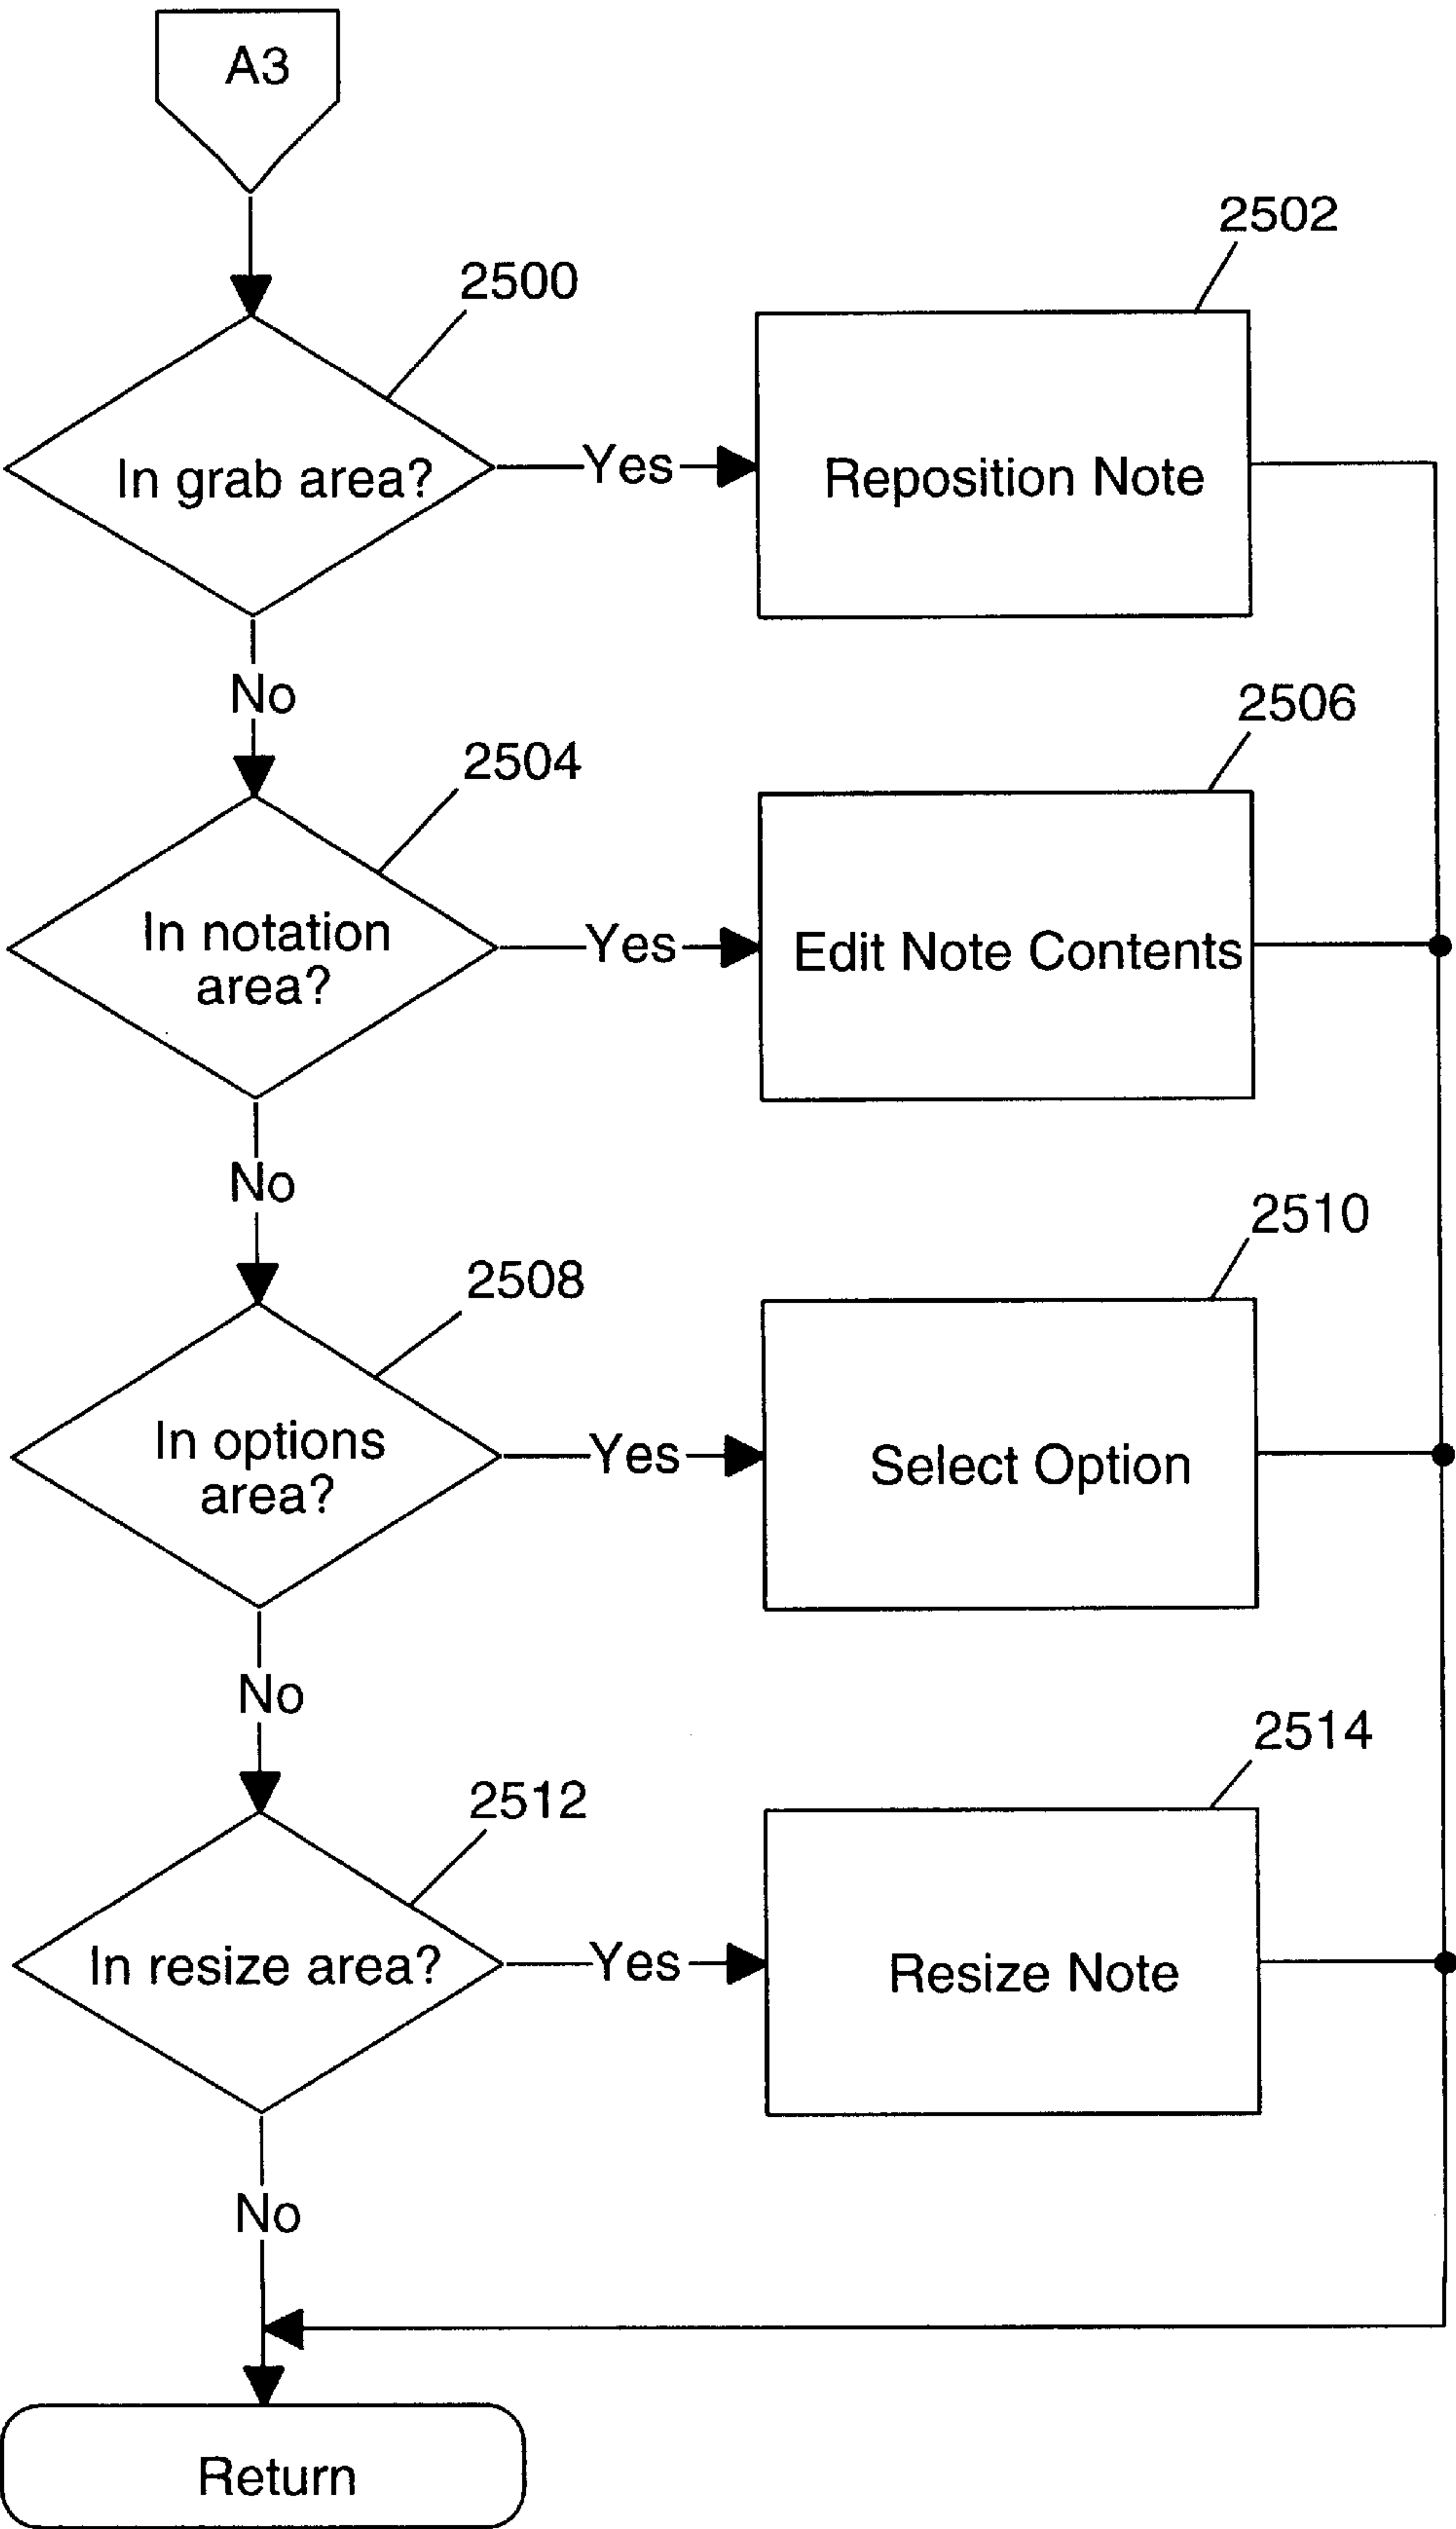 A3
2502
2500
In grab area?
Yes
Reposition Note
No
2506
2504
In notation
area?
Yes
Edit Note Contents
No
2510
2508
In options
area?
Yes
Select Option
No
2514
2512
In resize area?
Yes
Resize Note
No
Return